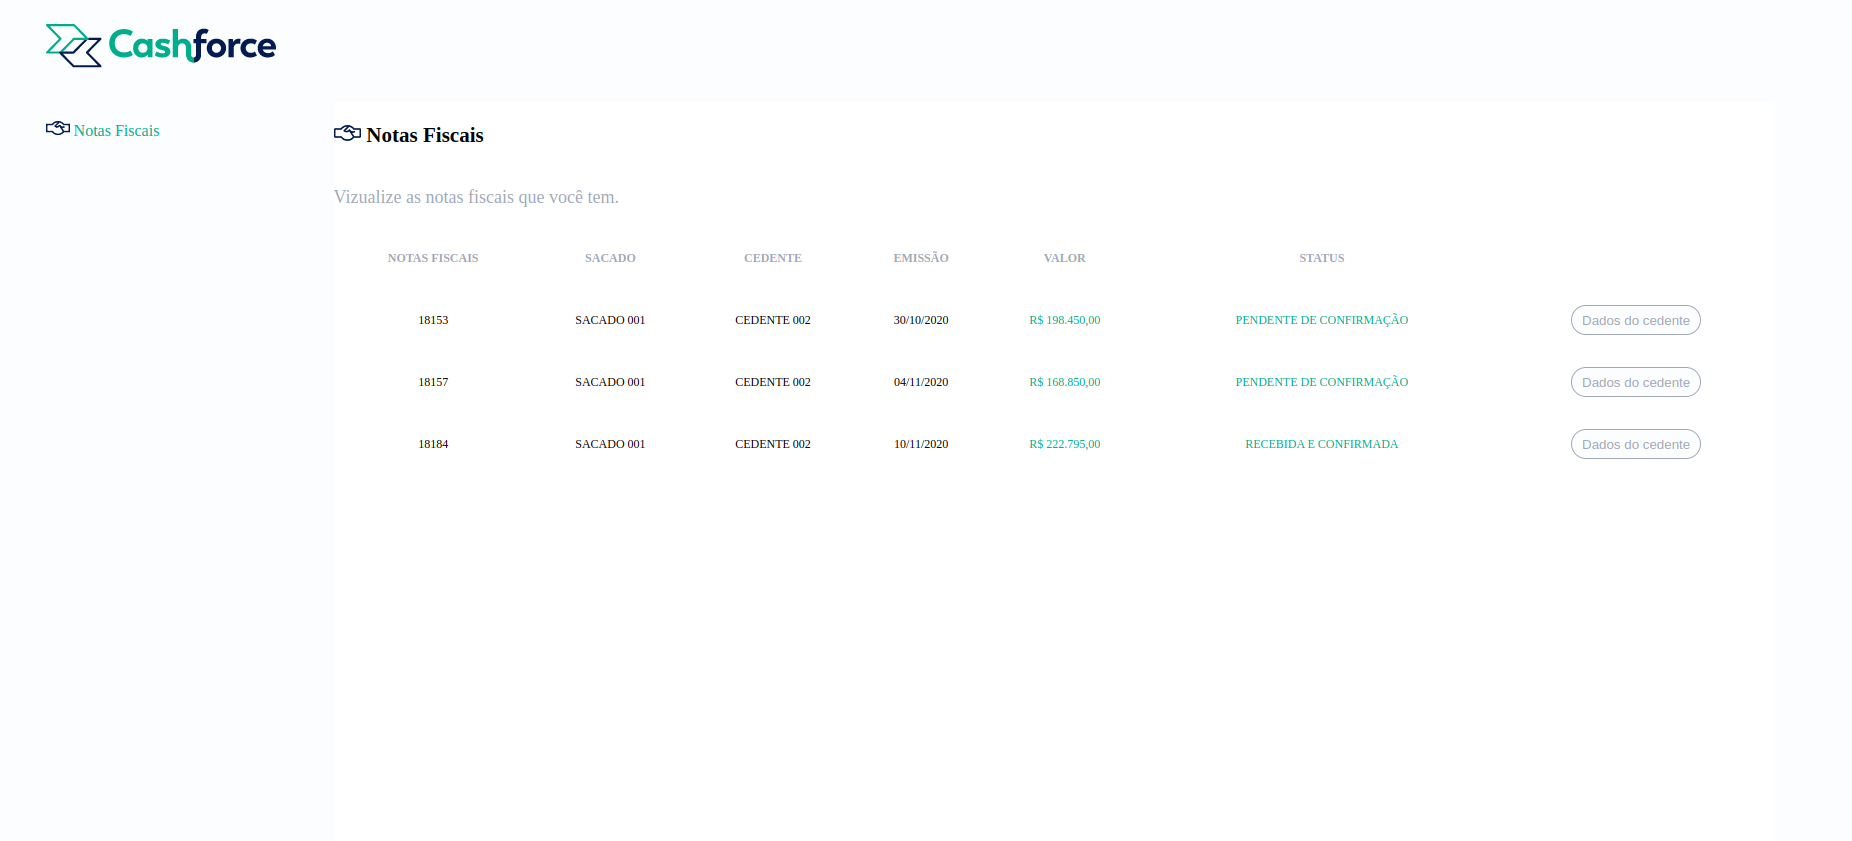 Cashforce
Notas Fiscais
Notas Fiscais
Vizualize as notas fiscais que você tem.
NOTAS FISCAIS SACADO CEDENTE EMISSÃO VALOR STATUS
18153 SACADO 001 CEDENTE 002 30/10/2020 R$ 198.450,00 PENDENTE DE CONFIRMAÇÃO Dados do cedente
18157 SACADO 001 CEDENTE 002 04/11/2020 R$ 168.850,00 PENDENTE DE CONFIRMAÇÃO Dados do cedente
18184 SACADO 001 CEDENTE 002 10/11/2020 R$ 222.795,00 RECEBIDA E CONFIRMADA Dados do cedente